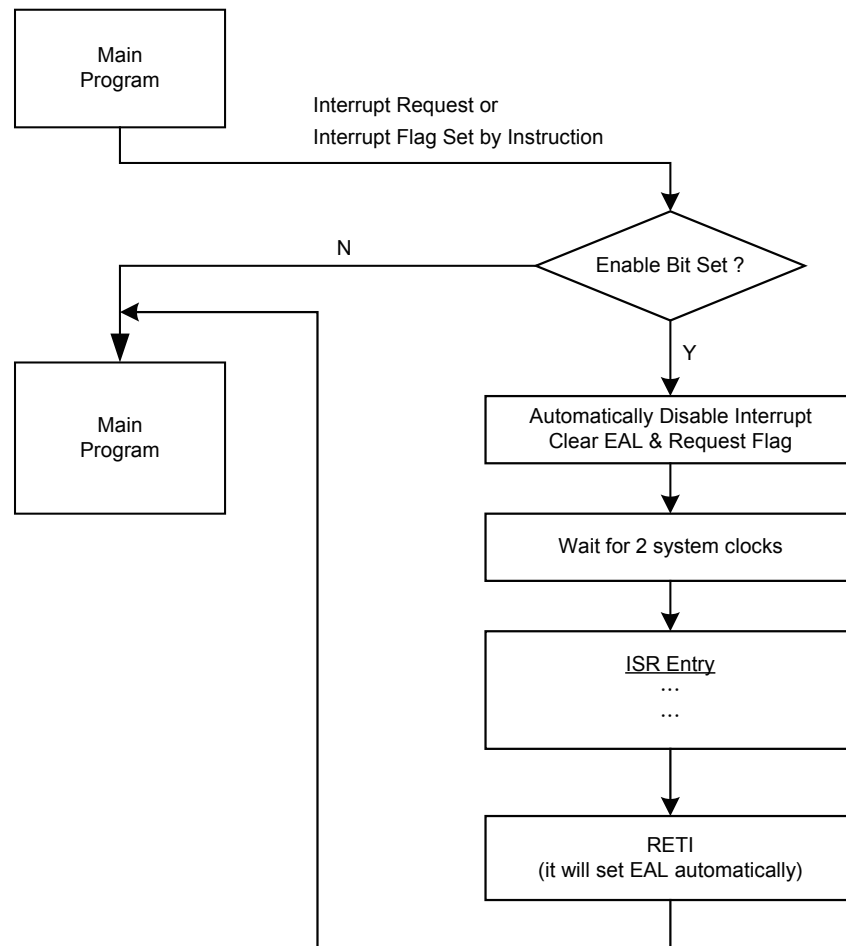 Main
Program
Interrupt Request or
Interrupt Flag Set by Instruction
Enable Bit Set ?
N
Y
Main
Program
Automatically Disable Interrupt
Clear EAL & Request Flag
Wait for 2 system clocks
ISR Entry
...
...
RETI
(it will set EAL automatically)